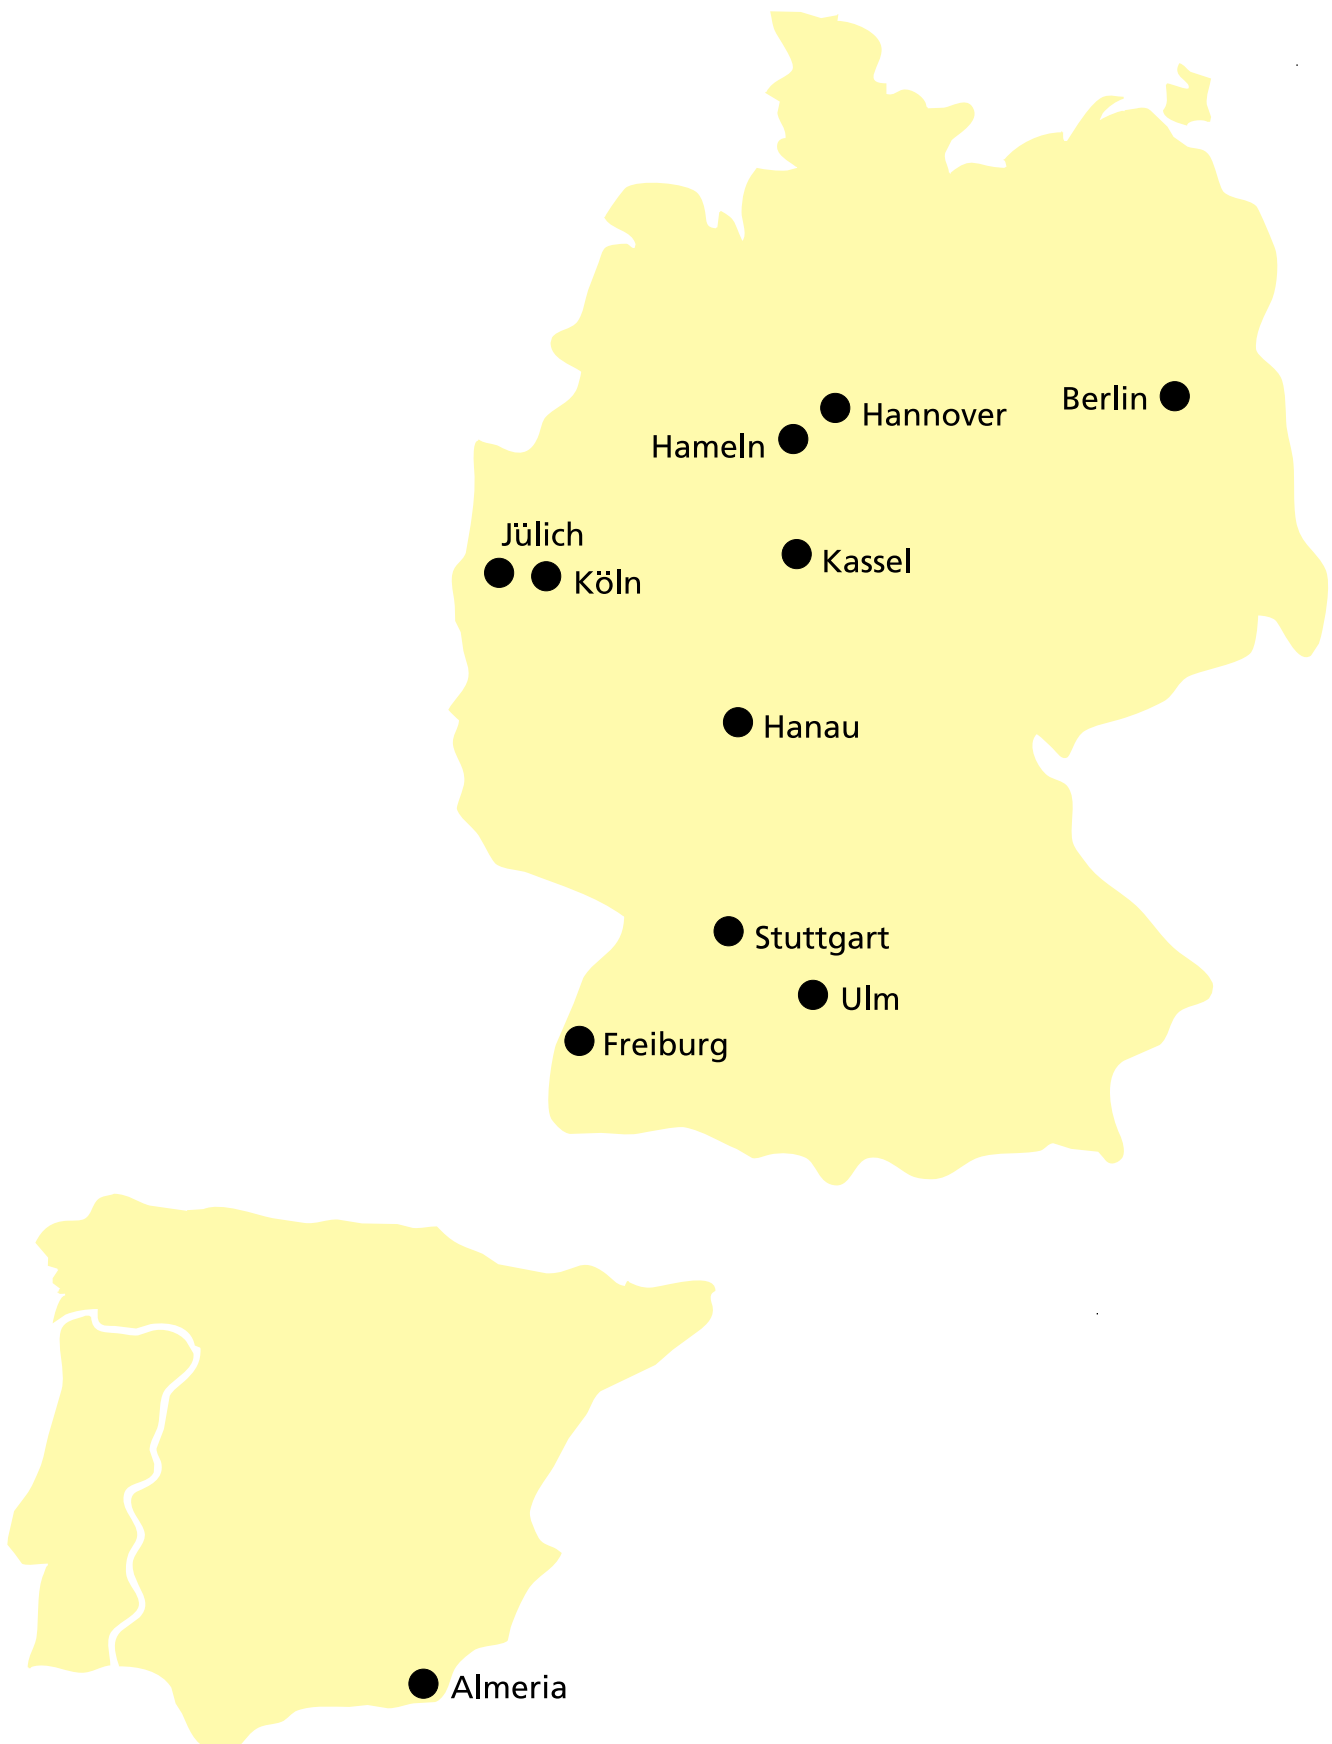 Berlin
Hannover
Hameln
Jülich
Kassel
Köln
Hanau
Stuttgart
Ulm
Freiburg
Almeria